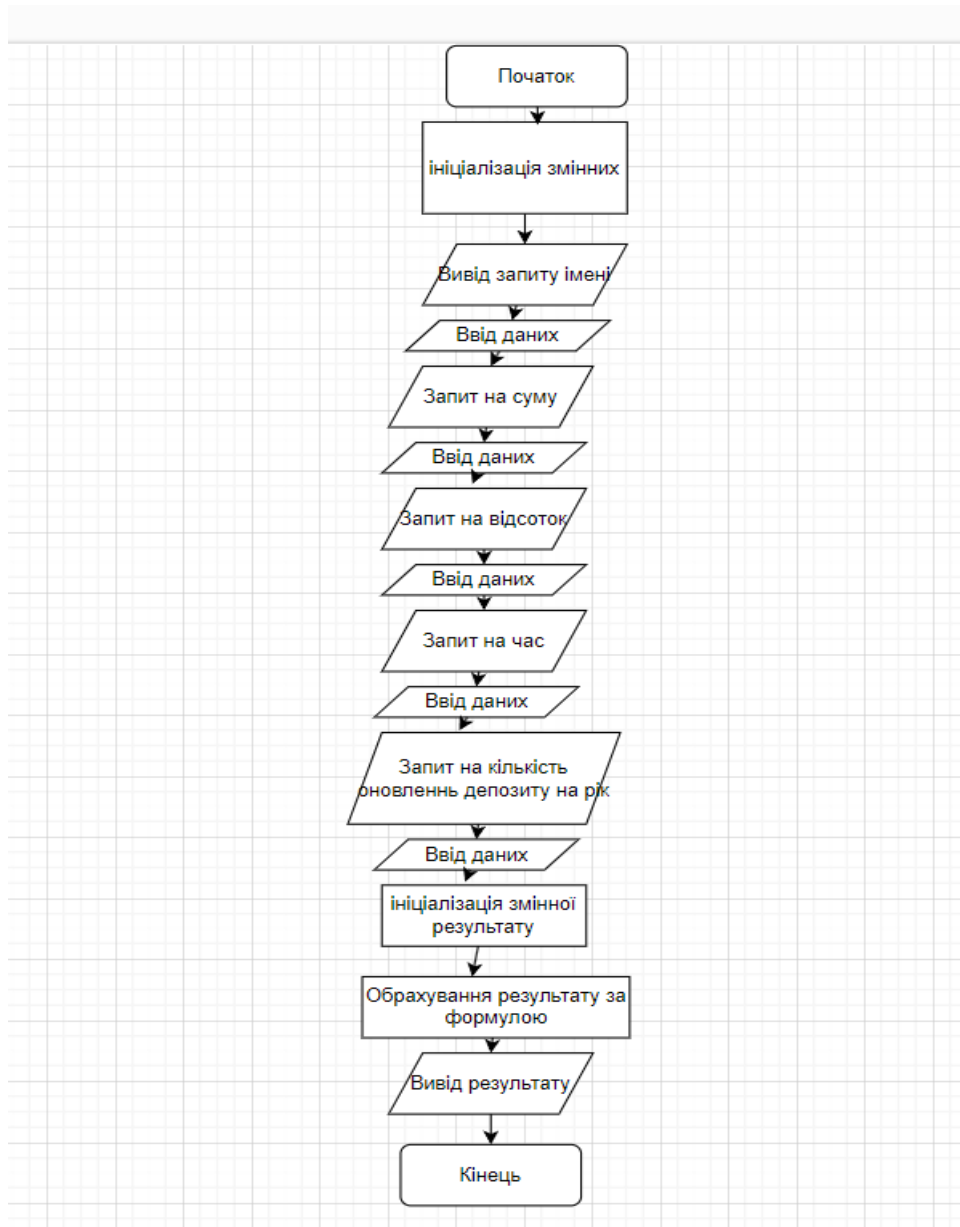 Початок
ініціалізація змінних
Вивід запиту імені
Ввід даних
Запит на суму
Ввід даних
Запит на відсоток
Ввід даних
Запит на час
Ввід даних
Запит на кількість
оновленнь депозиту на рік
Ввід даних
ініціалізація змінної
результату
Обрахування результату за
формулою
Вивід результату
Кінець